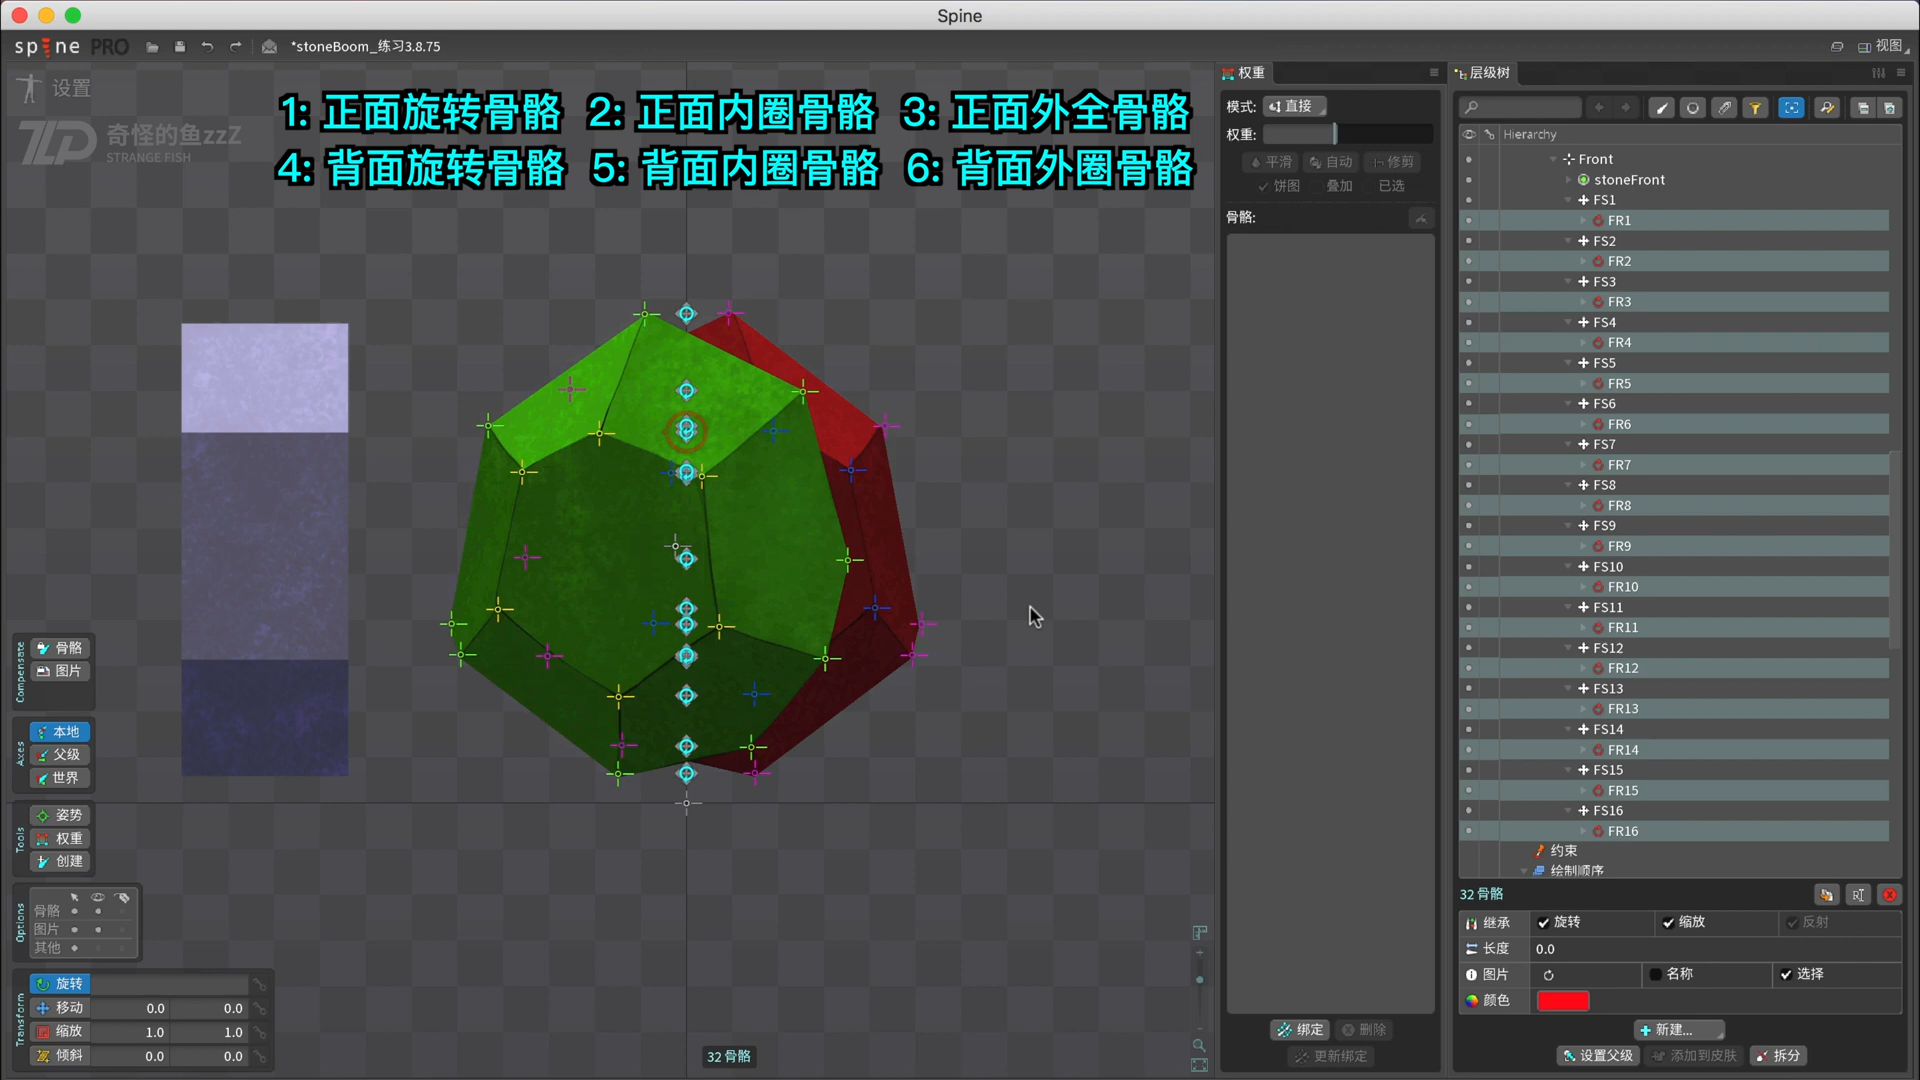 Spine
spine PRO
*stoneBoom_练习3.8.75
视图
设置
奇怪的鱼zzZ
STRANGE FISH
1: 正面旋转骨骼 2: 正面内圈骨骼 3: 正面外全骨骼
4: 背面旋转骨骼 5: 背面内圈骨骼 6: 背面外圈骨骼
Compensate
骨骼
图片
Axes
本地
父级
世界
Tools
姿势
权重
创建
Options
骨骼
图片
其他
Transform
旋转
移动 0.0 0.0
缩放 1.0 1.0
倾斜 0.0 0.0
32 骨骼
权重
模式: 直接
权重:
平滑 自动 修剪
饼图 叠加 已选
骨骼:
绑定 删除
更新绑定
层级树
Hierarchy
Front
stoneFront
FS1
FR1
FS2
FR2
FS3
FR3
FS4
FR4
FS5
FR5
FS6
FR6
FS7
FR7
FS8
FR8
FS9
FR9
FS10
FR10
FS11
FR11
FS12
FR12
FS13
FR13
FS14
FR14
FS15
FR15
FS16
FR16
约束
绘制顺序
32 骨骼
继承 旋转 缩放 反射
长度 0.0
图片 名称 选择
颜色
新建...
设置父级 添加到皮肤 拆分